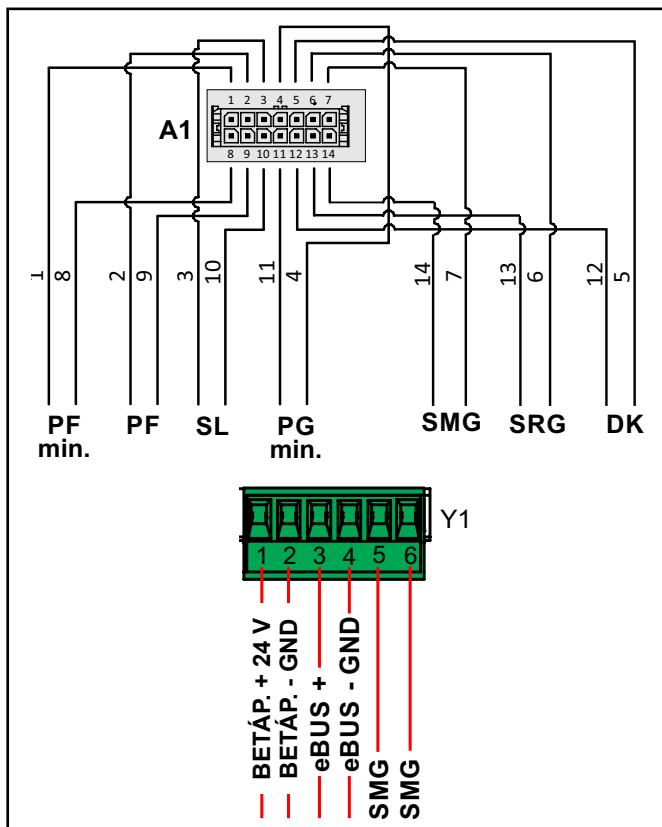 1 2 3 4 5 6 7
A1
8 9 10 11 12 13 14
1 8 2 9 3 10 11 4 14 7 13 6 12 5
PF min. PF SL PG min. SMG SRG DK
Y1
1 2 3 4 5 6
BETÁP. + 24 V
BETÁP. - GND
eBUS +
eBUS - GND
SMG
SMG